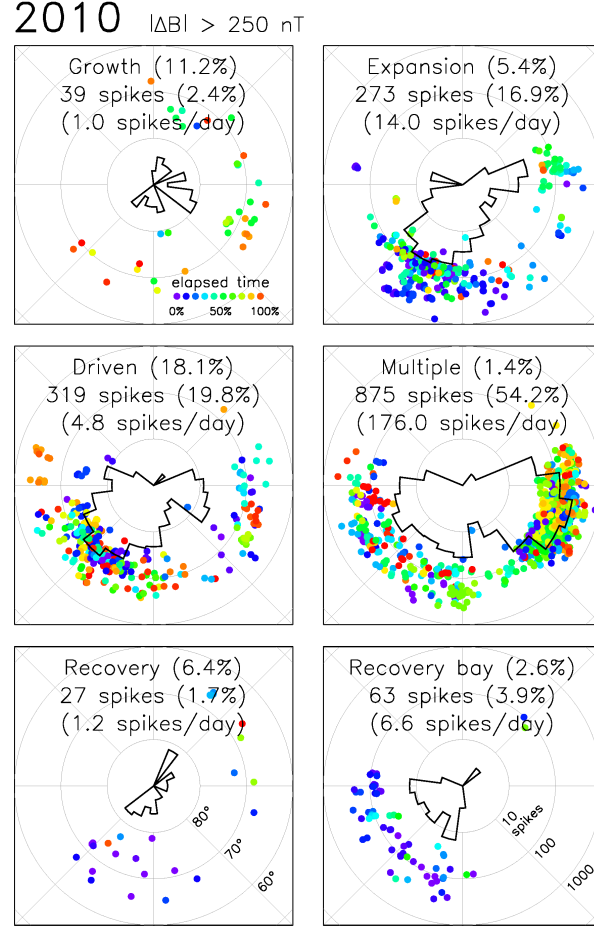 2010 |ΔB| > 250 nT
Growth (11.2%)
39 spikes (2.4%)
(1.0 spikes/day)
elapsed time
0% 50% 100%
Expansion (5.4%)
273 spikes (16.9%)
(14.0 spikes/day)
Driven (18.1%)
319 spikes (19.8%)
(4.8 spikes/day)
Multiple (1.4%)
875 spikes (54.2%)
(176.0 spikes/day)
Recovery (6.4%)
27 spikes (1.7%)
(1.2 spikes/day)
80°
70°
60°
Recovery bay (2.6%)
63 spikes (3.9%)
(6.6 spikes/day)
10
spikes
100
1000